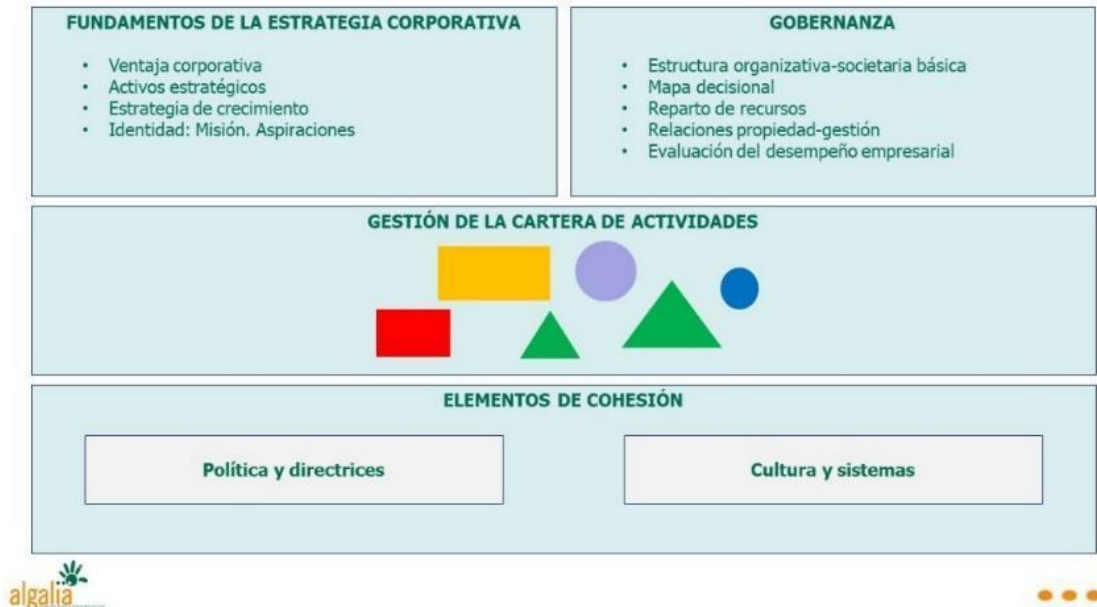 FUNDAMENTOS DE LA ESTRATEGIA CORPORATIVA
• Ventaja corporativa
• Activos estratégicos
• Estrategia de crecimiento
• Identidad: Misión. Aspiraciones
GOBERNANZA
• Estructura organizativa-societaria básica
• Mapa decisional
• Reparto de recursos
• Relaciones propiedad-gestión
• Evaluación del desempeño empresarial
GESTIÓN DE LA CARTERA DE ACTIVIDADES
ELEMENTOS DE COHESIÓN
Política y directrices
Cultura y sistemas
algalia